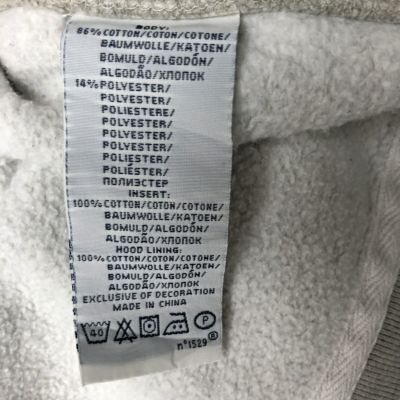 BODY:
86% COTTON/COTON/COTONE/
BAUMWOLLE/KATOEN/
BOMULD/ALGODÓN/
ALGODÃO/ХЛОПОК
14% POLYESTER/
POLYESTER/
POLIESTERE/
POLYESTER/
POLYESTER/
POLYESTER/
POLIESTER/
POLIÉSTER/
ПОЛИЭСТЕР
INSERT:
100% COTTON/COTON/COTONE/
BAUMWOLLE/KATOEN/
BOMULD/ALGODÓN/
ALGODÃO/ХЛОПОК
HOOD LINING:
100% COTTON/COTON/COTONE/
BAUMWOLLE/KATOEN/
BOMULD/ALGODÓN/
ALGODÃO/ХЛОПОК
EXCLUSIVE OF DECORATION
MADE IN CHINA
40 P
n°1529®